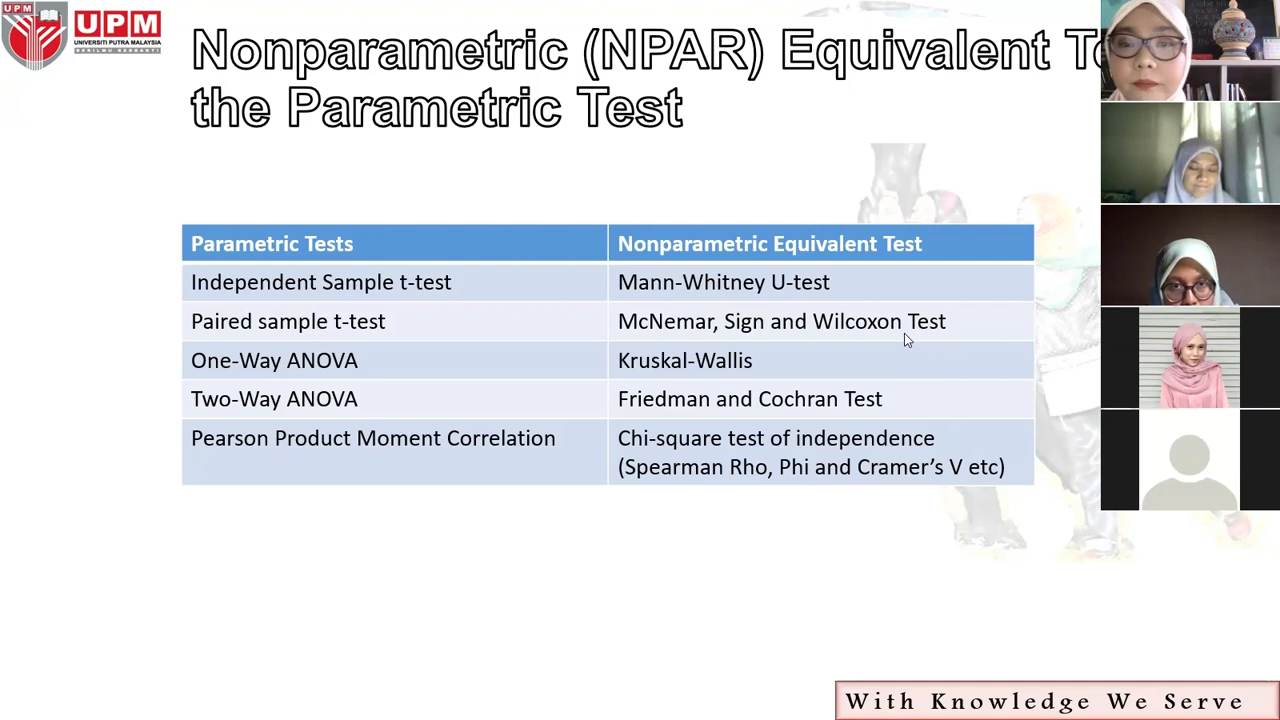 UPM
UPM
UNIVERSITI PUTRA MALAYSIA
BERILMU BERBAKTI
Nonparametric (NPAR) Equivalent
the Parametric Test
Parametric Tests
Nonparametric Equivalent Test
Independent Sample t-test
Mann-Whitney U-test
Paired sample t-test
McNemar, Sign and Wilcoxon Test
One-Way ANOVA
Kruskal-Wallis
Two-Way ANOVA
Friedman and Cochran Test
Pearson Product Moment Correlation
Chi-square test of independence
(Spearman Rho, Phi and Cramer’s V etc)
With Knowledge We Serve